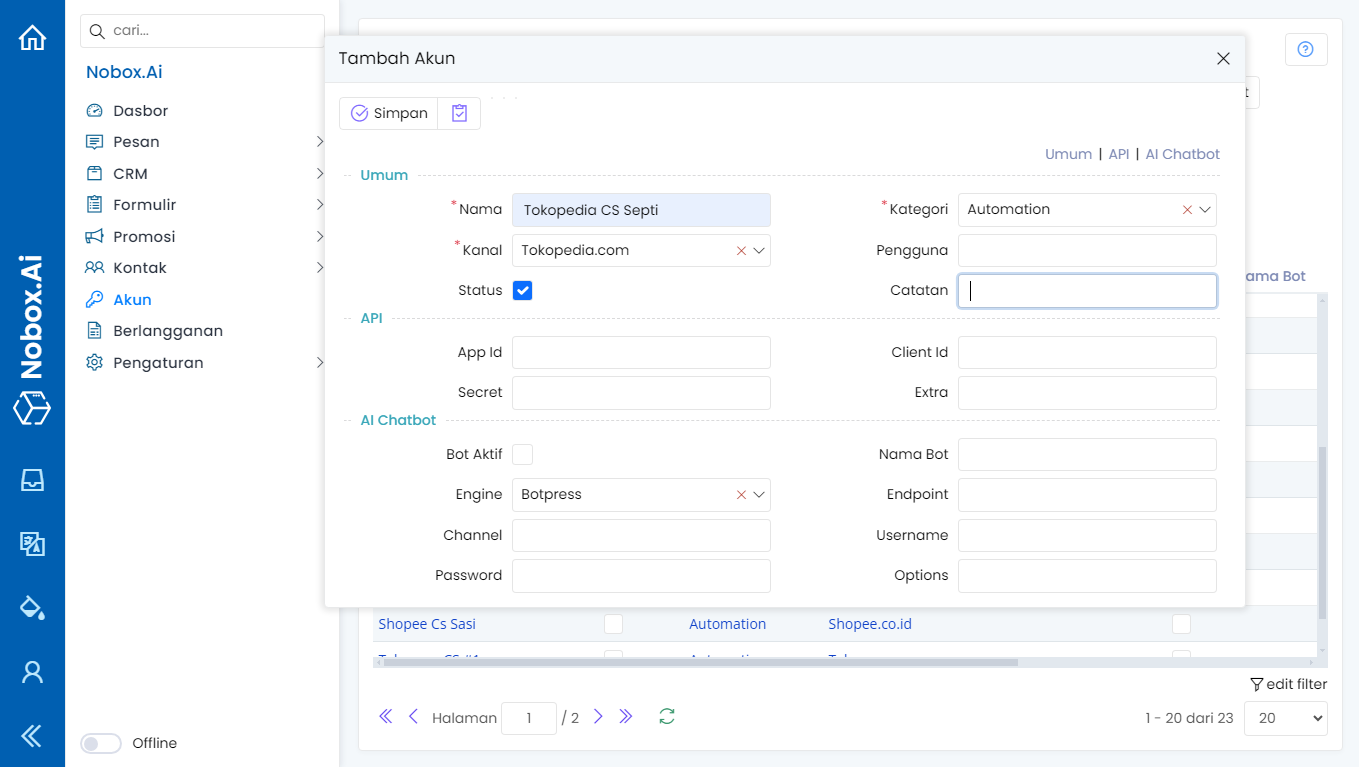 cari...
Nobox.Ai
Dasbor
Pesan
CRM
Formulir
Promosi
Kontak
Akun
Berlangganan
Pengaturan
Offline
Nobox.Ai
Tambah Akun
Simpan
Umum | API | AI Chatbot
Umum
*Nama Tokopedia CS Septi *Kategori Automation
*Kanal Tokopedia.com Pengguna
Status Catatan
API
App Id Client Id
Secret Extra
AI Chatbot
Bot Aktif Nama Bot
Engine Botpress Endpoint
Channel Username
Password Options
ama Bot
Shopee Cs Sasi Automation Shopee.co.id
edit filter
Halaman 1 / 2 1 - 20 dari 23 20